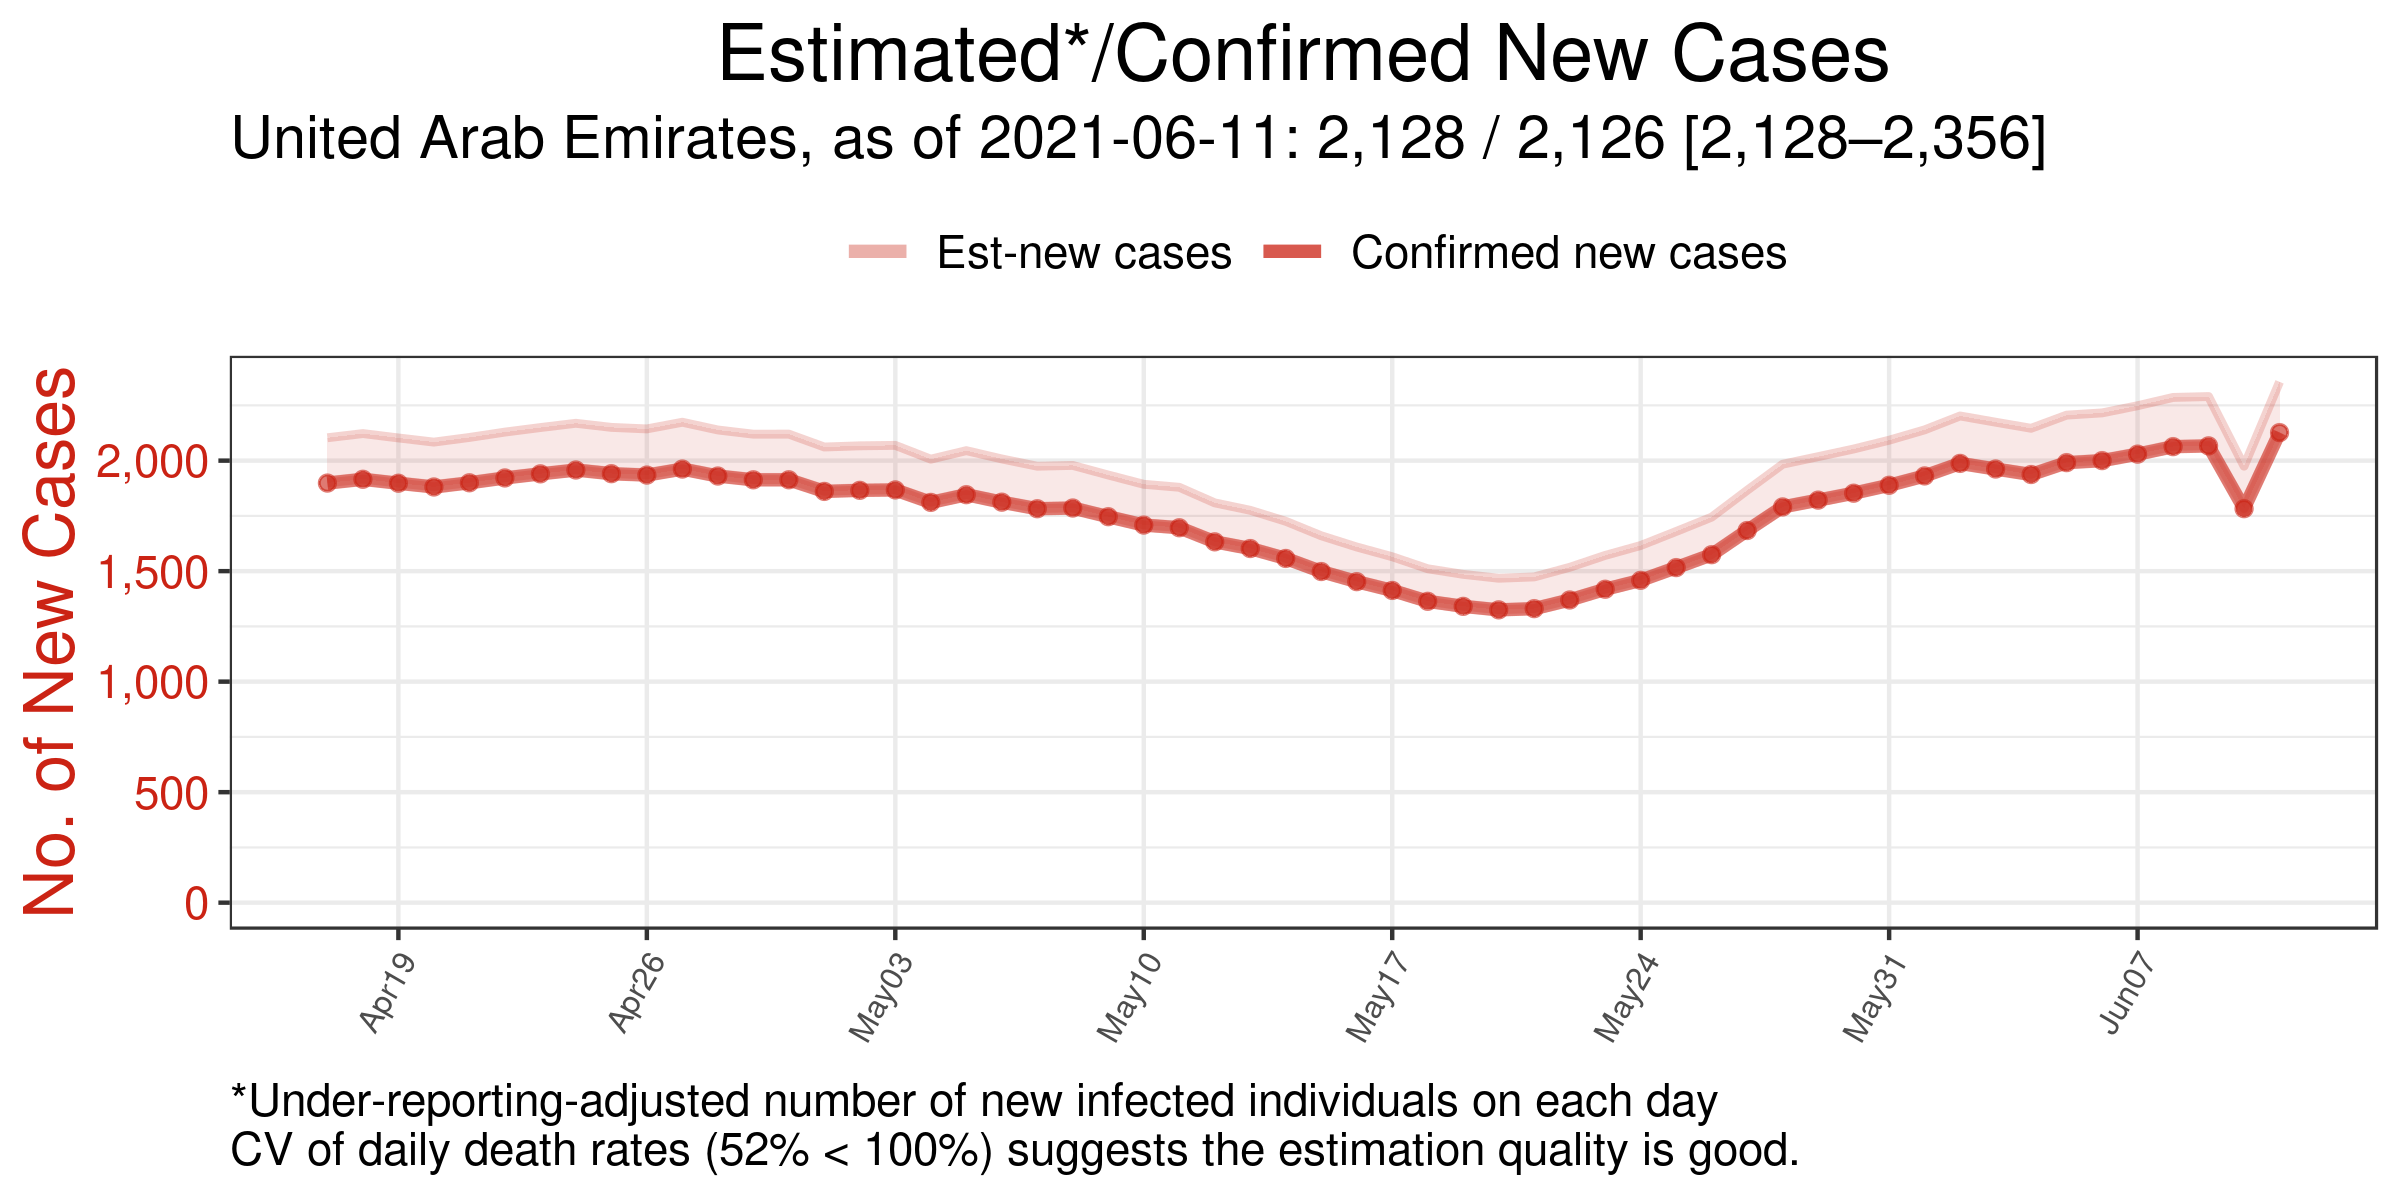 Estimated*/Confirmed New Cases
United Arab Emirates, as of 2021-06-11: 2,128 / 2,126 [2,128–2,356]
Est-new cases
Confirmed new cases
No. of New Cases
2,000
1,500
1,000
500
0
Apr19
Apr26
May03
May10
May17
May24
May31
Jun07
*Under-reporting-adjusted number of new infected individuals on each day
CV of daily death rates (52% < 100%) suggests the estimation quality is good.